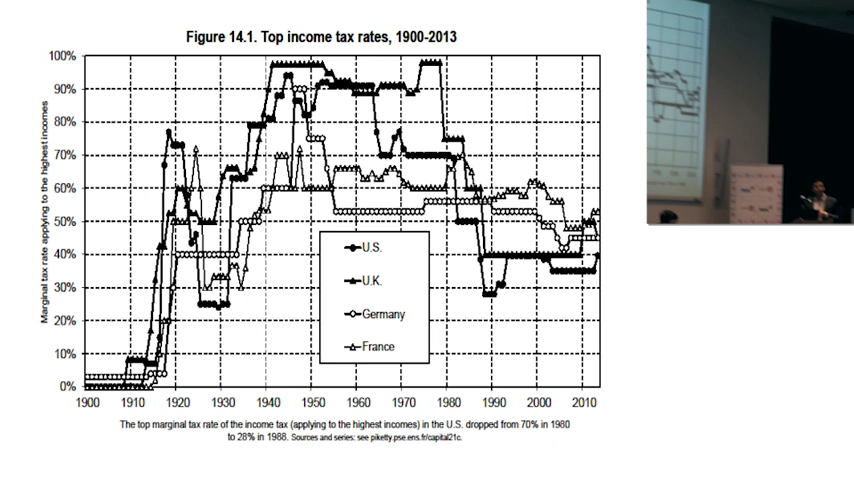 Figure 14.1. Top income tax rates, 1900-2013
Marginal tax rate applying to the highest incomes
100%
90%
80%
70%
60%
50%
40%
30%
20%
10%
0%
U.S.
U.K.
Germany
France
1900 1910 1920 1930 1940 1950 1960 1970 1980 1990 2000 2010
The top marginal tax rate of the income tax (applying to the highest incomes) in the U.S. dropped from 70% in 1980
to 28% in 1988. Sources and series: see piketty.pse.ens.fr/capital21c.